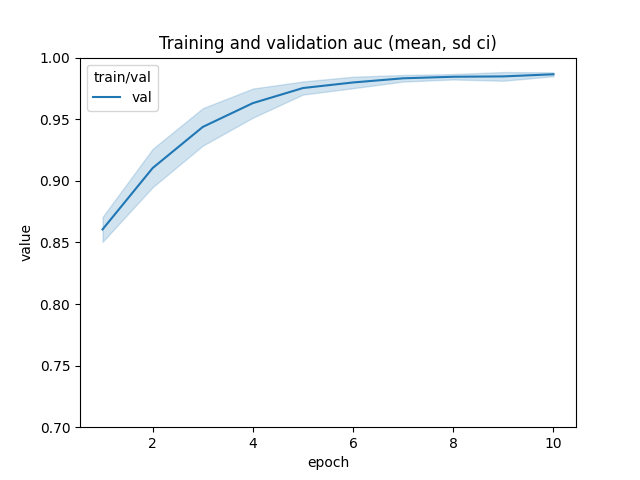 Training and validation auc (mean, sd ci)
1.00
train/val
val
0.95
0.90
0.85
0.80
0.75
0.70
value
2
4
6
8
10
epoch